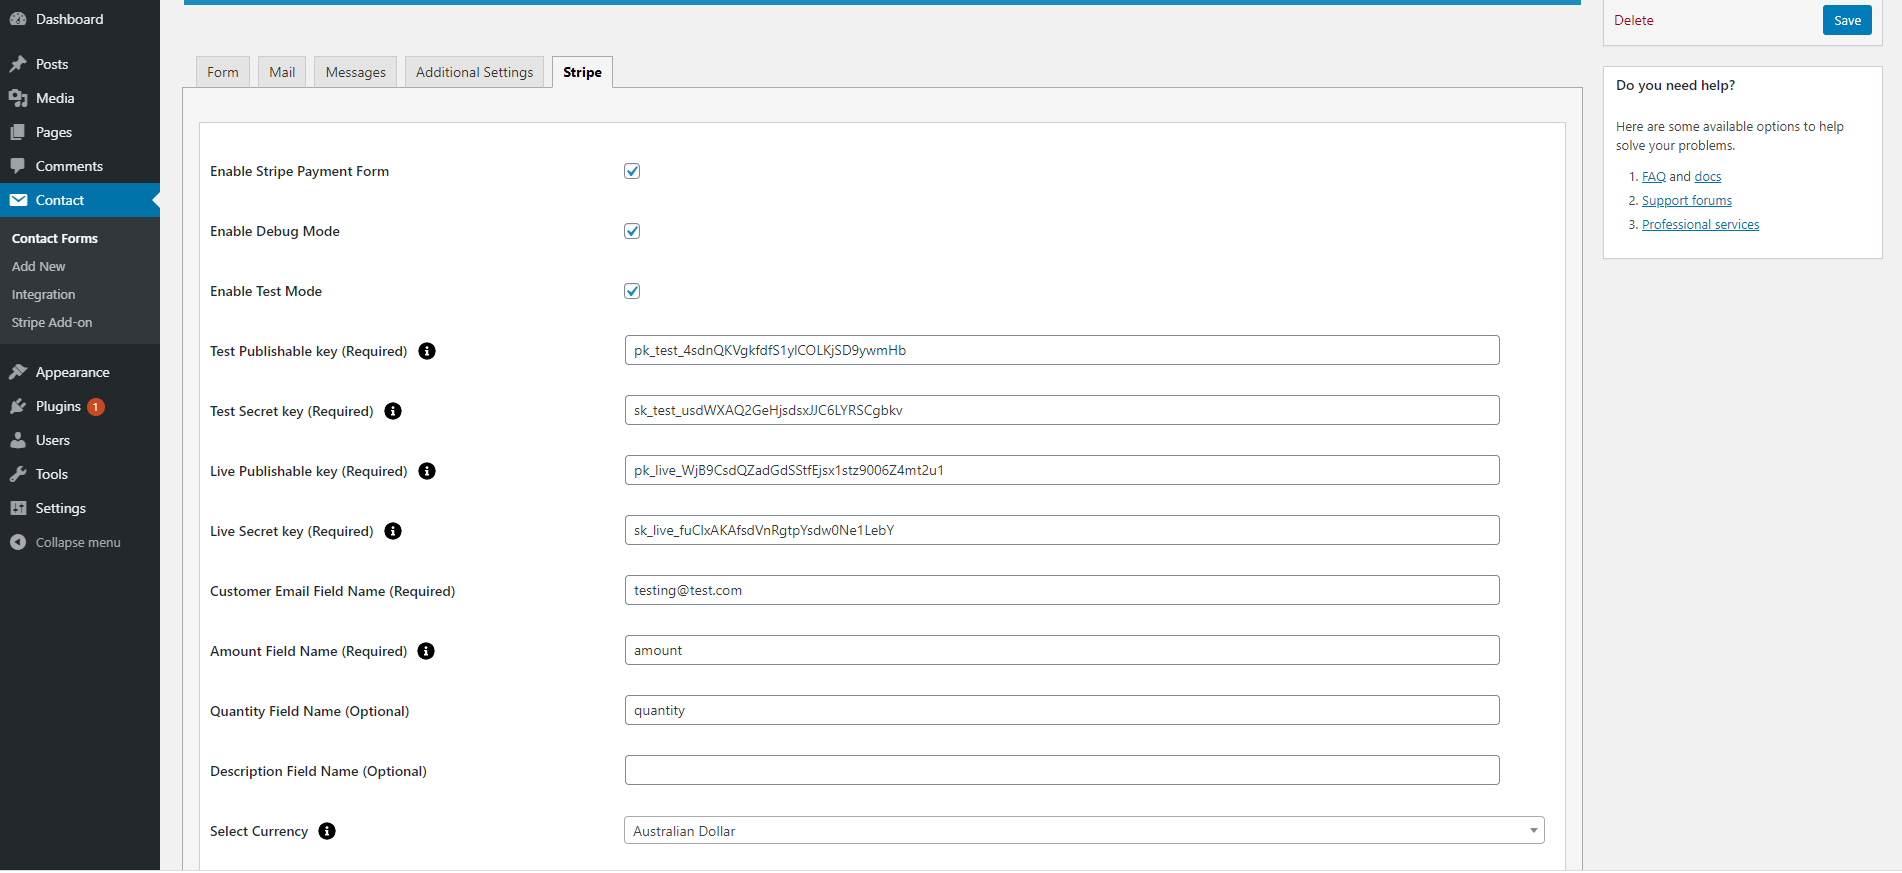 Dashboard
Posts
Media
Pages
Comments
Contact
Contact Forms
Add New
Integration
Stripe Add-on
Appearance
Plugins 1
Users
Tools
Settings
Collapse menu
Form Mail Messages Additional Settings Stripe
Enable Stripe Payment Form
Enable Debug Mode
Enable Test Mode
Test Publishable key (Required) i pk_test_4sdnQKVgkfdfS1ylCOLKjSD9ywmHb
Test Secret key (Required) i sk_test_usdWXAQ2GeHjsdsxJJC6LYRSCgbkv
Live Publishable key (Required) i pk_live_WjB9CsdQZadGdSStfEjsx1stz9006Z4mt2u1
Live Secret key (Required) i sk_live_fuClxAKAfsdVnRgtpYsdw0Ne1LebY
Customer Email Field Name (Required) testing@test.com
Amount Field Name (Required) i amount
Quantity Field Name (Optional) quantity
Description Field Name (Optional)
Select Currency i Australian Dollar
Delete Save
Do you need help?
Here are some available options to help
solve your problems.
1. FAQ and docs
2. Support forums
3. Professional services